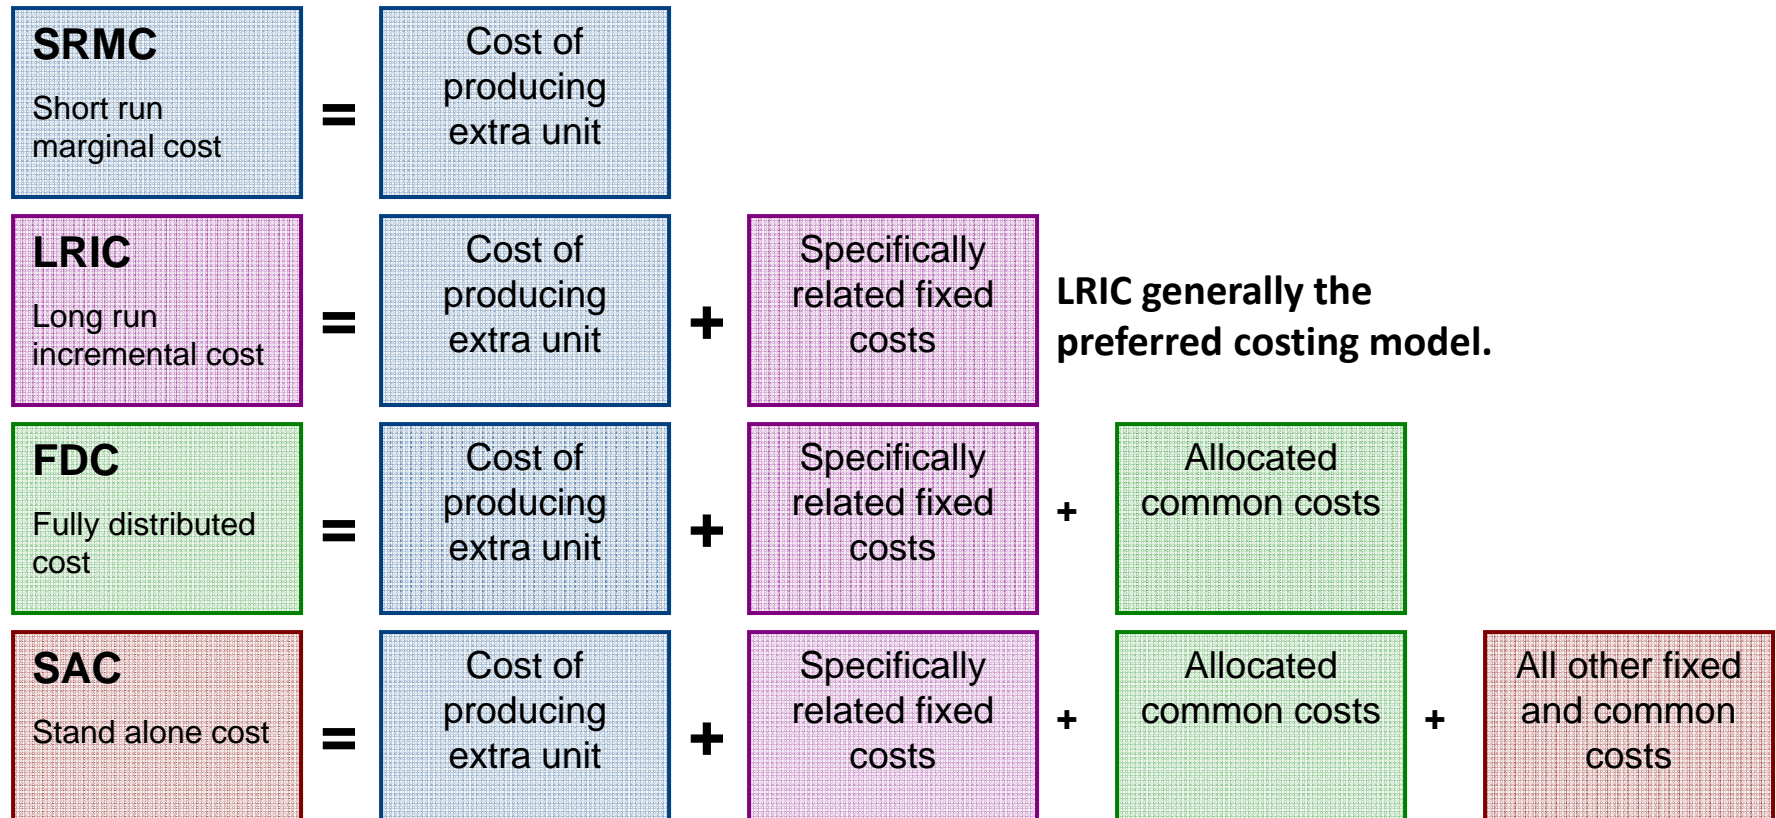 SRMC
Short run
marginal cost
=
Cost of
producing
extra unit
LRIC
Long run
incremental cost
=
Cost of
producing
extra unit
+
Specifically
related fixed
costs
LRIC generally the
preferred costing model.
FDC
Fully distributed
cost
=
Cost of
producing
extra unit
+
Specifically
related fixed
costs
+
Allocated
common costs
SAC
Stand alone cost
=
Cost of
producing
extra unit
+
Specifically
related fixed
costs
+
Allocated
common costs
+
All other fixed
and common
costs